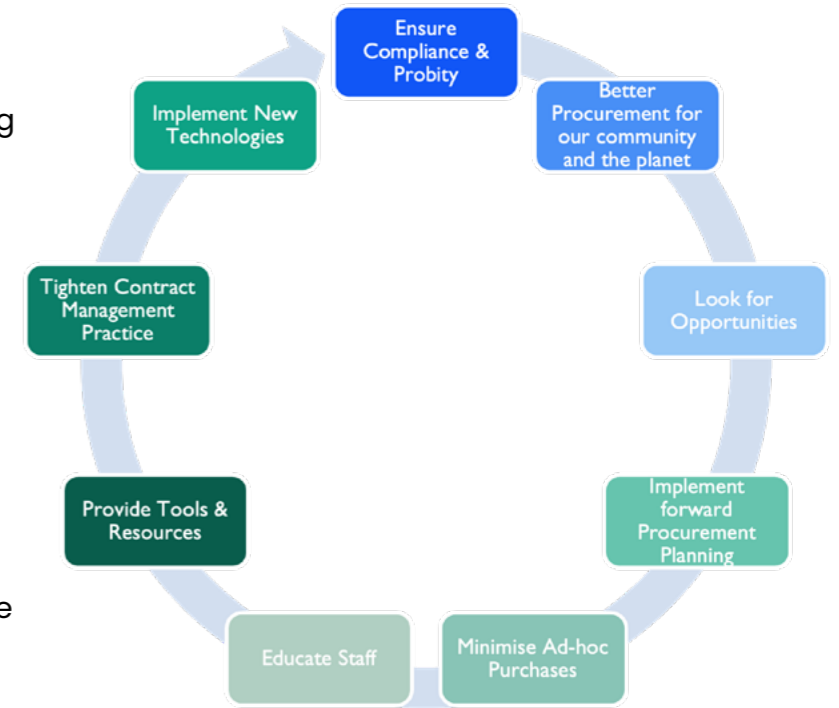 Ensure
Compliance &
Probity
Better
Procurement for
our community
and the planet
Look for
Opportunities
Implement
forward
Procurement
Planning
Minimise Ad-hoc
Purchases
Educate Staff
Provide Tools &
Resources
Tighten Contract
Management
Practice
Implement New
Technologies
g
e